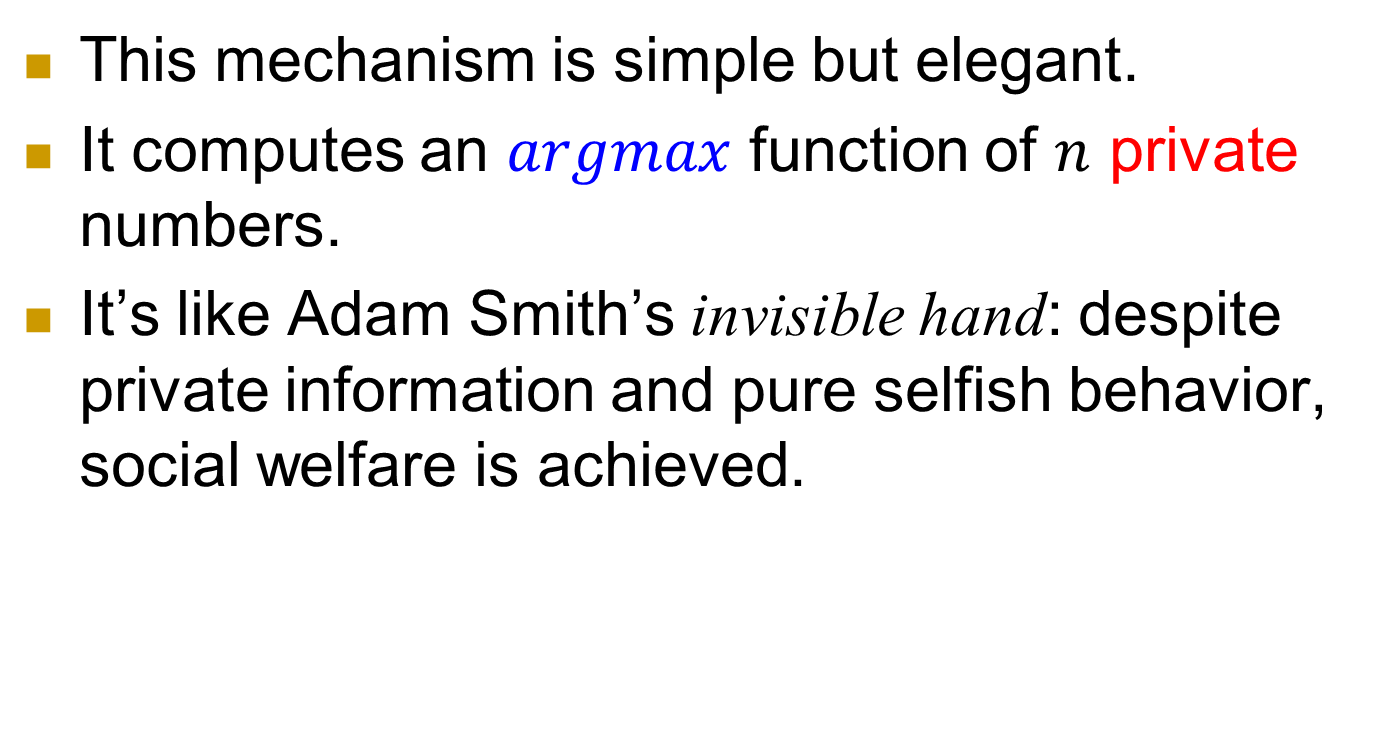 This mechanism is simple but elegant.
It computes an argmax function of n private
numbers.
It’s like Adam Smith’s invisible hand: despite
private information and pure selfish behavior,
social welfare is achieved.